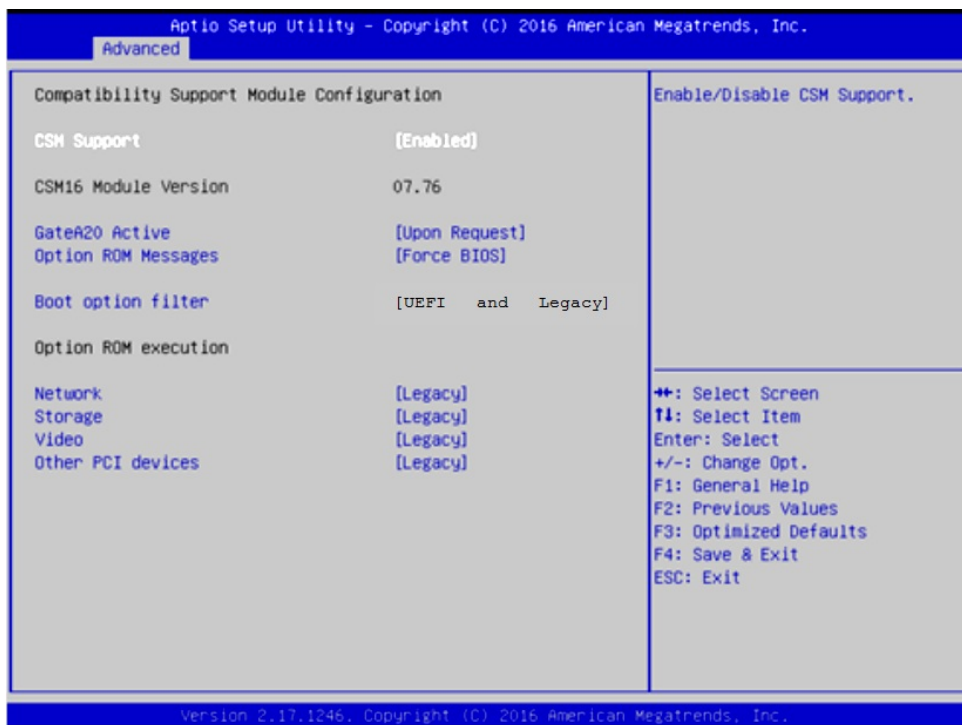 Aptio Setup Utility – Copyright (C) 2016 American Megatrends, Inc.
Advanced
Compatibility Support Module Configuration
CSM Support [Enabled]
CSM16 Module Version 07.76
GateA20 Active [Upon Request]
Option ROM Messages [Force BIOS]
Boot option filter [UEFI and Legacy]
Option ROM execution
Network [Legacy]
Storage [Legacy]
Video [Legacy]
Other PCI devices [Legacy]
Enable/Disable CSM Support.
→←: Select Screen
↑↓: Select Item
Enter: Select
+/-: Change Opt.
F1: General Help
F2: Previous Values
F3: Optimized Defaults
F4: Save & Exit
ESC: Exit
Version 2.17.1246. Copyright (C) 2016 American Megatrends, Inc.